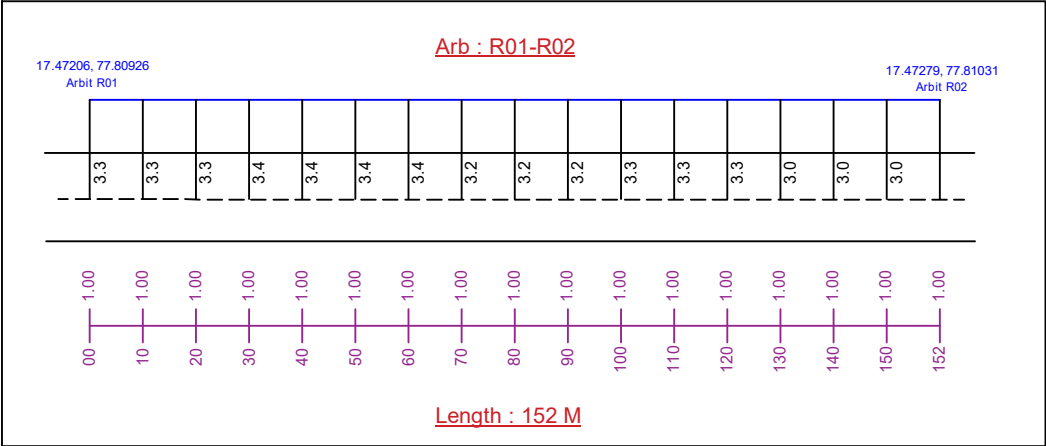 Arb : R01-R02
17.47206, 77.80926
Arbit R01
17.47279, 77.81031
Arbit R02
3.3 3.3 3.3 3.4 3.4 3.4 3.4 3.2 3.2 3.2 3.3 3.3 3.3 3.0 3.0 3.0
1.00 1.00 1.00 1.00 1.00 1.00 1.00 1.00 1.00 1.00 1.00 1.00 1.00 1.00 1.00 1.00 1.00
00 10 20 30 40 50 60 70 80 90 100 110 120 130 140 150 152
Length : 152 M